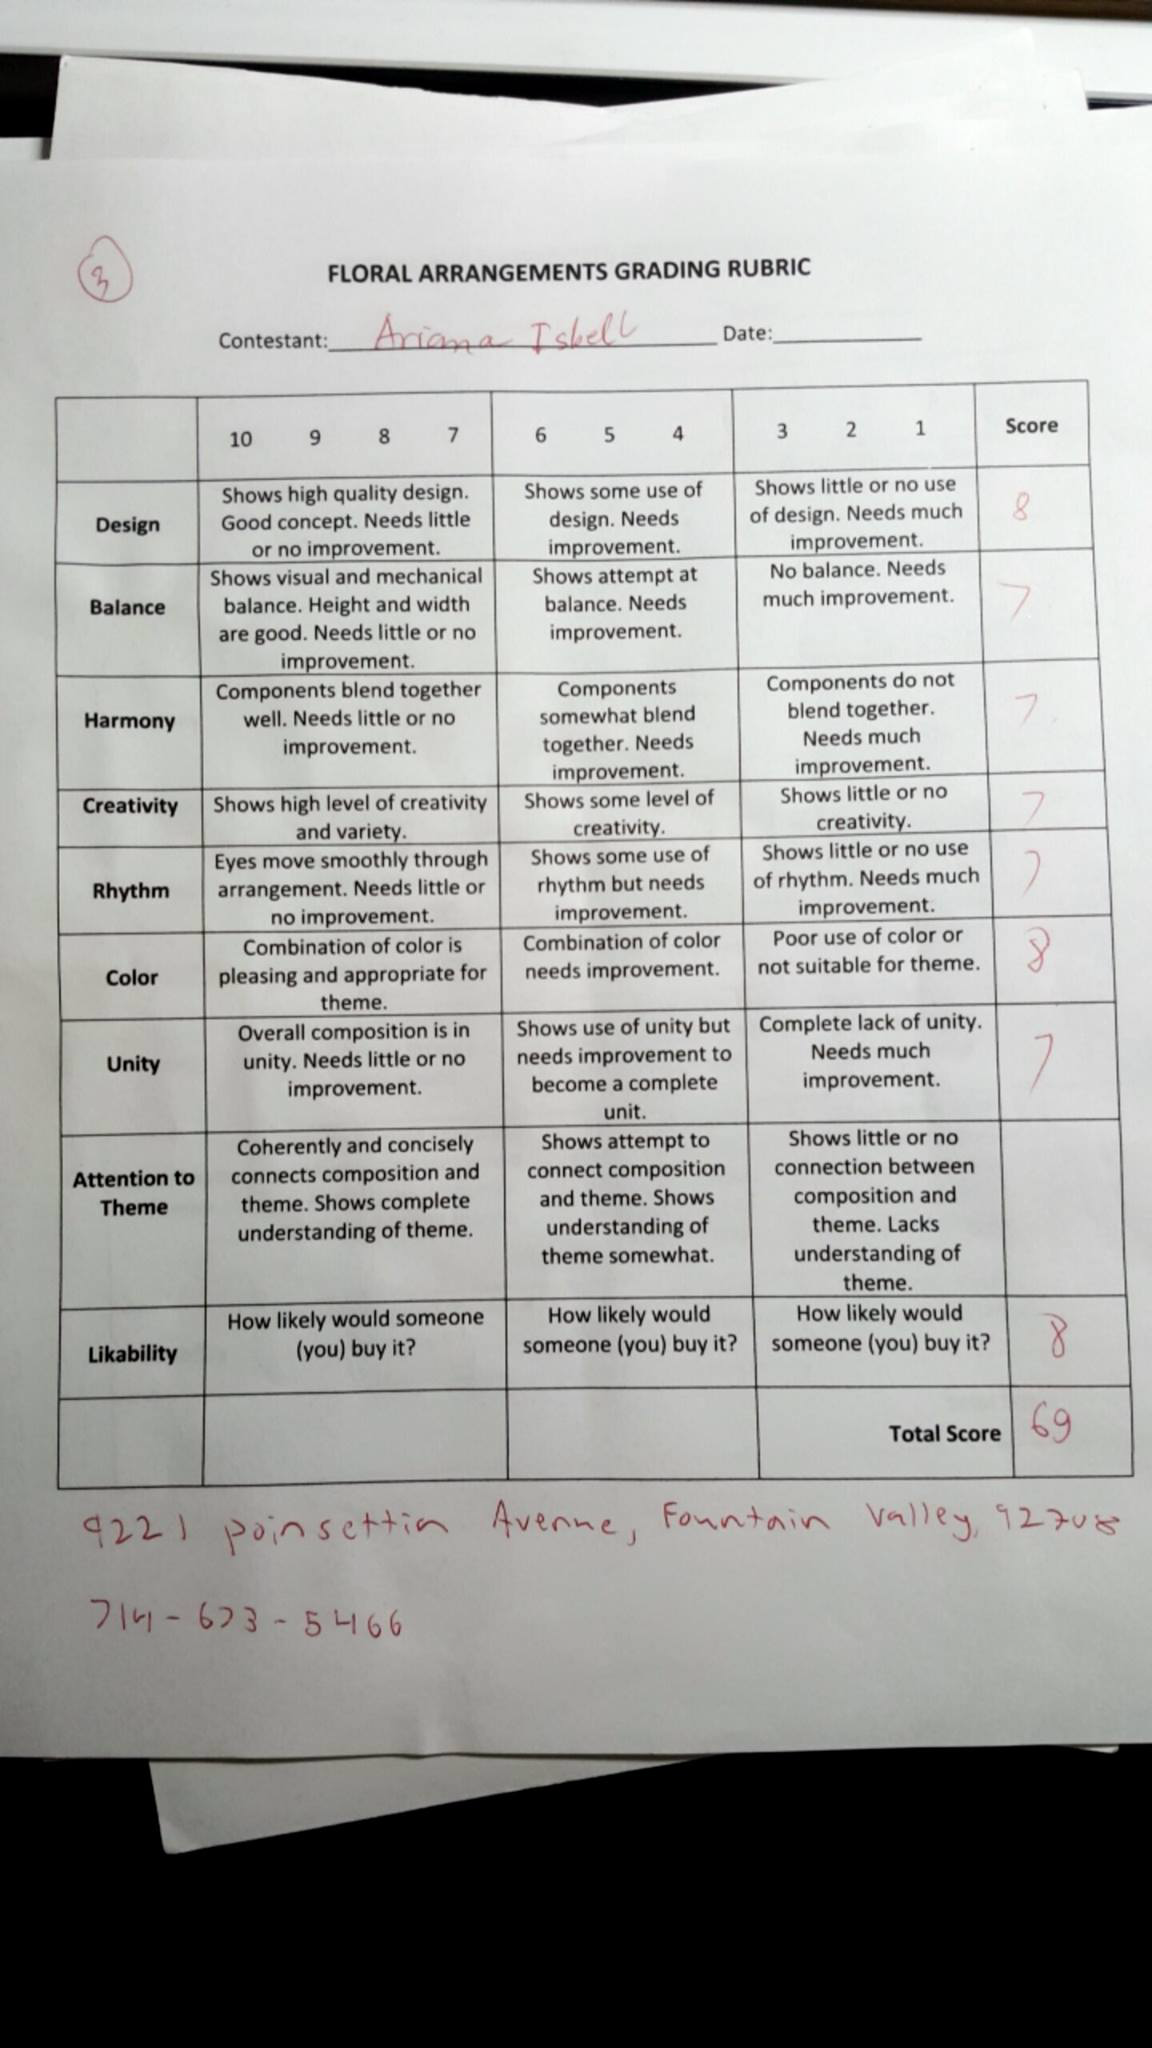 3
FLORAL ARRANGEMENTS GRADING RUBRIC
Contestant: Ariana Isbell Date:
10 9 8 7 6 5 4 3 2 1 Score
Design
Shows high quality design.
Good concept. Needs little
or no improvement.
Shows some use of
design. Needs
improvement.
Shows little or no use
of design. Needs much
improvement.
8
Balance
Shows visual and mechanical
balance. Height and width
are good. Needs little or no
improvement.
Shows attempt at
balance. Needs
improvement.
No balance. Needs
much improvement.
7
Harmony
Components blend together
well. Needs little or no
improvement.
Components
somewhat blend
together. Needs
improvement.
Components do not
blend together.
Needs much
improvement.
7
Creativity
Shows high level of creativity
and variety.
Shows some level of
creativity.
Shows little or no
creativity.
7
Rhythm
Eyes move smoothly through
arrangement. Needs little or
no improvement.
Shows some use of
rhythm but needs
improvement.
Shows little or no use
of rhythm. Needs much
improvement.
7
Color
Combination of color is
pleasing and appropriate for
theme.
Combination of color
needs improvement.
Poor use of color or
not suitable for theme.
8
Unity
Overall composition is in
unity. Needs little or no
improvement.
Shows use of unity but
needs improvement to
become a complete
unit.
Complete lack of unity.
Needs much
improvement.
7
Attention to
Theme
Coherently and concisely
connects composition and
theme. Shows complete
understanding of theme.
Shows attempt to
connect composition
and theme. Shows
understanding of
theme somewhat.
Shows little or no
connection between
composition and
theme. Lacks
understanding of
theme.
Likability
How likely would someone
(you) buy it?
How likely would
someone (you) buy it?
How likely would
someone (you) buy it?
8
Total Score 69
9221 poinsettia Avenue, Fountain Valley, 92708
714-673-5466